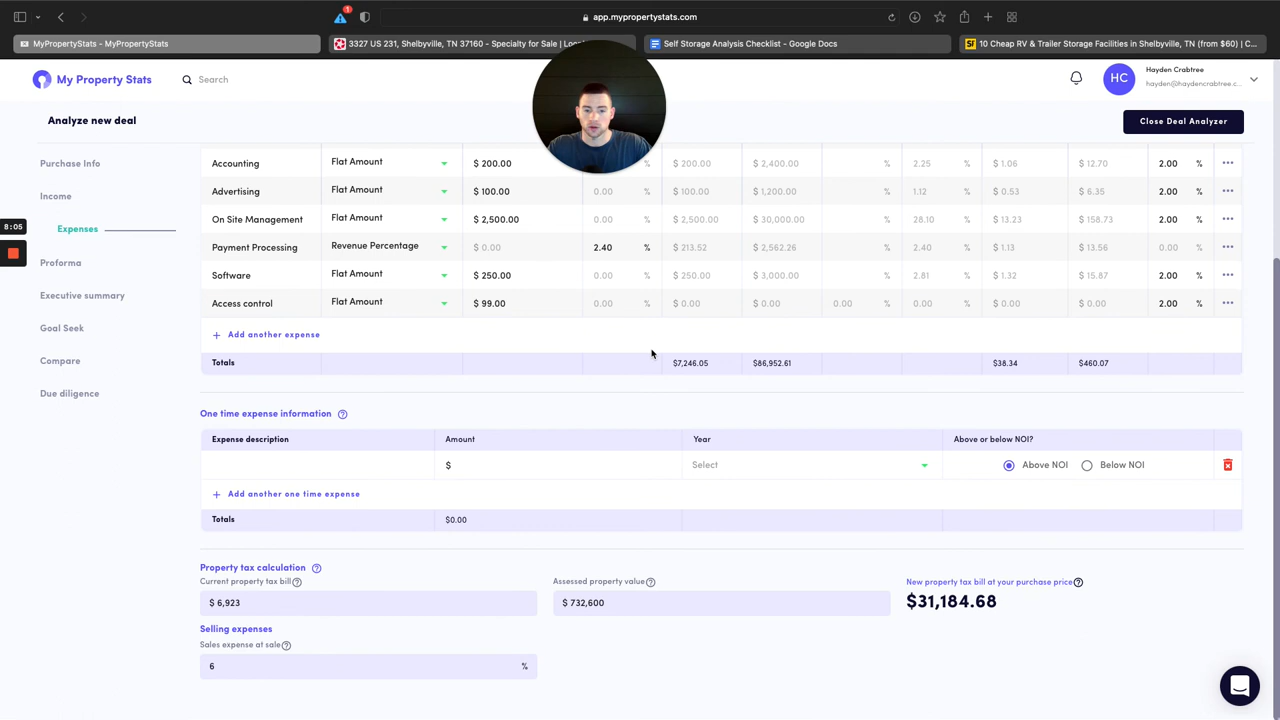 1
app.mypropertystats.com
MyPropertyStats - MyPropertyStats
3327 US 231, Shelbyville, TN 37160 - Specialty for Sale | Loo
Self Storage Analysis Checklist - Google Docs
10 Cheap RV & Trailer Storage Facilities in Shelbyville, TN (from $60) | C...
My Property Stats
Search
HC
Hayden Crabtree
hayden@haydencrabtree.c...
Analyze new deal
Close Deal Analyzer
Purchase Info
Income
Expenses
Proforma
Executive summary
Goal Seek
Compare
Due diligence
8:05
Accounting Flat Amount $ 200.00 % $ 200.00 $ 2,400.00 % 2.25 % $ 1.06 $ 12.70 2.00 %
Advertising Flat Amount $ 100.00 0.00 % $ 100.00 $ 1,200.00 % 1.12 % $ 0.53 $ 6.35 2.00 %
On Site Management Flat Amount $ 2,500.00 0.00 % $ 2,500.00 $ 30,000.00 % 28.10 % $ 13.23 $ 158.73 2.00 %
Payment Processing Revenue Percentage $ 0.00 2.40 % $ 213.52 $ 2,562.26 % 2.40 % $ 1.13 $ 13.56 0.00 %
Software Flat Amount $ 250.00 0.00 % $ 250.00 $ 3,000.00 % 2.81 % $ 1.32 $ 15.87 2.00 %
Access control Flat Amount $ 99.00 0.00 % $ 0.00 $ 0.00 0.00 % 0.00 % $ 0.00 $ 0.00 2.00 %
+ Add another expense
Totals $7,246.05 $86,952.61 $38.34 $460.07
One time expense information ?
Expense description Amount Year Above or below NOI?
$ Select Above NOI Below NOI
+ Add another one time expense
Totals $0.00
Property tax calculation ?
Current property tax bill ? Assessed property value ? New property tax bill at your purchase price ?
$ 6,923 $ 732,600 $31,184.68
Selling expenses
Sales expense at sale ?
6 %